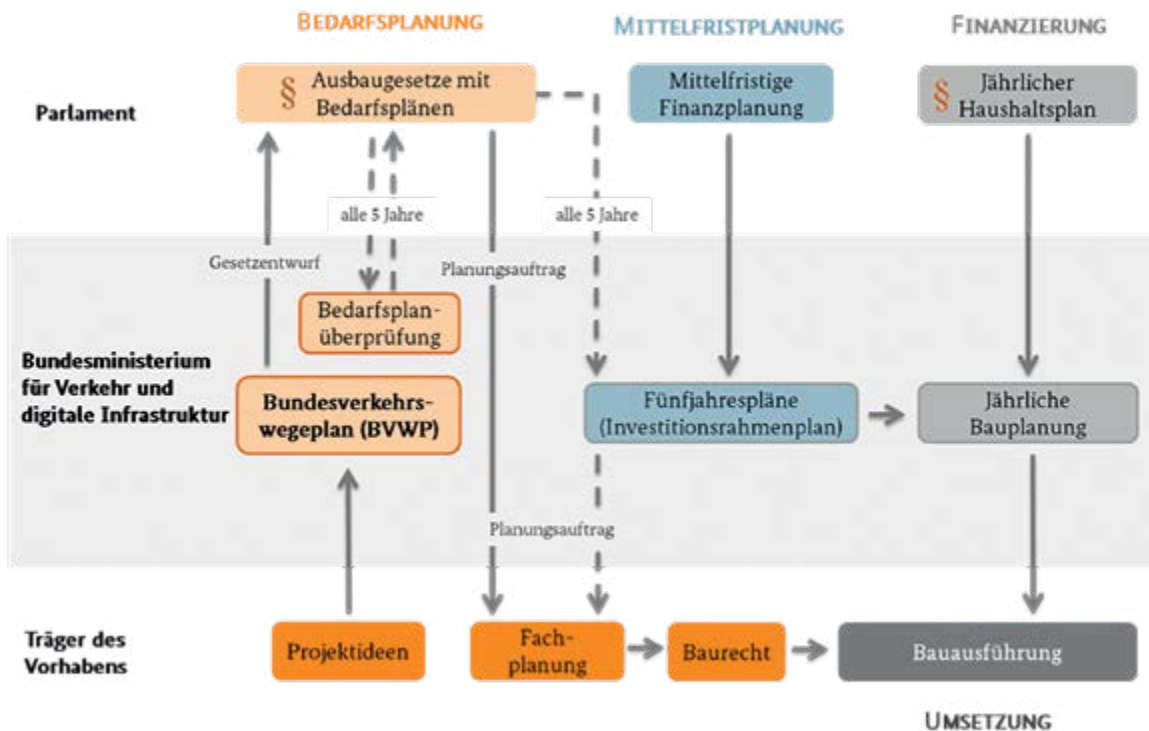 BEDARFSPLANUNG
MITTELFRISTPLANUNG
FINANZIERUNG
Parlament
§ Ausbaugesetze mit
Bedarfsplänen
Mittelfristige
Finanzplanung
§ Jährlicher
Haushaltsplan
alle 5 Jahre
alle 5 Jahre
Gesetzentwurf
Planungsauftrag
Bedarfsplan-
überprüfung
Bundesministerium
für Verkehr und
digitale Infrastruktur
Bundesverkehrs-
wegeplan (BVWP)
Fünfjahrespläne
(Investitionsrahmenplan)
Jährliche
Bauplanung
Planungsauftrag
Träger des
Vorhabens
Projektideen
Fach-
planung
Baurecht
Bauausführung
UMSETZUNG